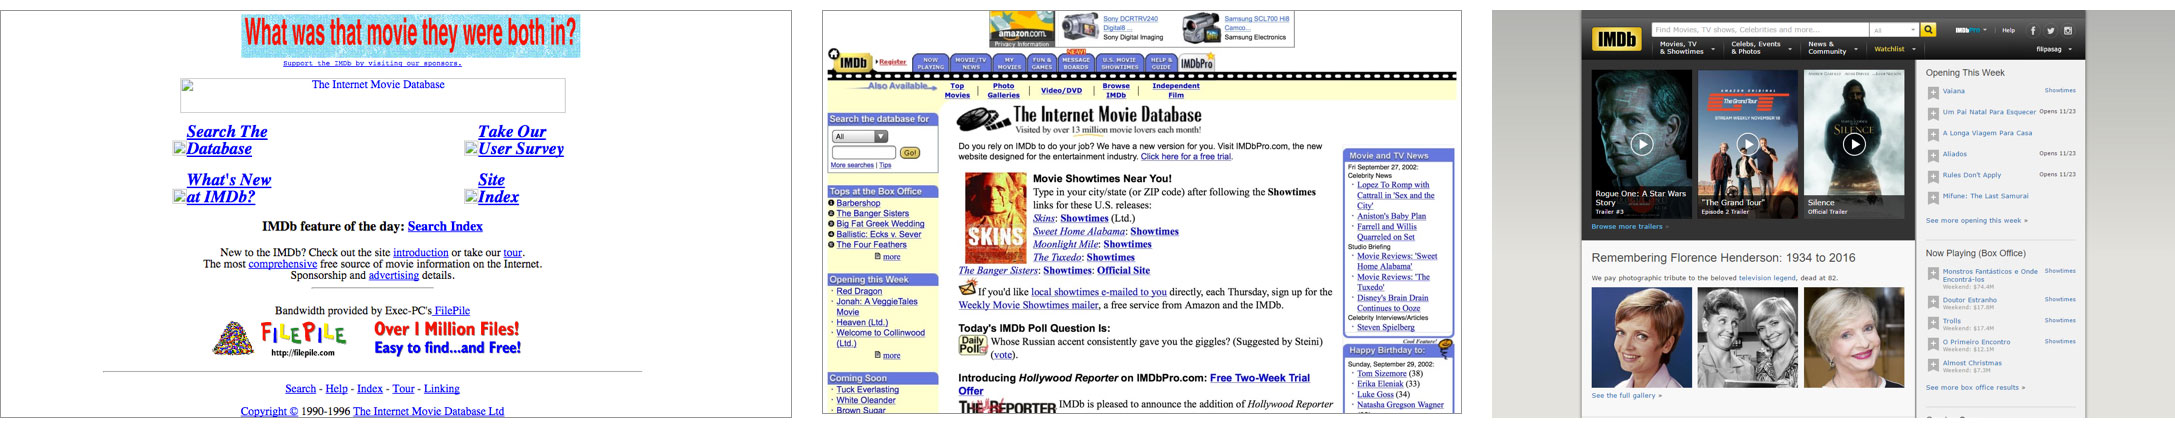 What was that movie they were both in?
Support the IMDb by visiting our sponsors.
The Internet Movie Database
Search The
Database
Take Our
User Survey
What's New
at IMDb?
Site
Index
IMDb feature of the day: Search Index
New to the IMDb? Check out the site introduction or take our tour.
The most comprehensive free source of movie information on the Internet.
Sponsorship and advertising details.
Bandwidth provided by Exec-PC's FilePile
FILEPILE
http://filepile.com
Over 1 Million Files!
Easy to find...and Free!
Search - Help - Index - Tour - Linking
Copyright © 1990-1996 The Internet Movie Database Ltd
amazon.com.
Privacy Information
Sony DCRTRV240
Digital8 ...
Sony Digital Imaging
Samsung SCL700 Hi8
Camco...
Samsung Electronics
IMDb
Register
NOW
PLAYING
MOVIE/TV
NEWS
MY
MOVIES
FUN &
GAMES
NEW!
MESSAGE
BOARDS
U.S. MOVIE
SHOWTIMES
HELP &
GUIDE
IMDbPro
Also Available
Top
Movies
Photo
Galleries
Video/DVD
Browse
IMDb
Independent
Film
Search the database for
All
Go!
More searches | Tips
Tops at the Box Office
1 Barbershop
2 The Banger Sisters
3 Big Fat Greek Wedding
4 Ballistic: Ecks v. Sever
5 The Four Feathers
more
Opening this Week
· Red Dragon
· Jonah: A VeggieTales
Movie
· Heaven (Ltd.)
· Welcome to Collinwood
(Ltd.)
more
Coming Soon
· Tuck Everlasting
· White Oleander
· Brown Sugar
The Internet Movie Database
Visited by over 13 million movie lovers each month!
Do you rely on IMDb to do your job? We have a new version for you. Visit IMDbPro.com, the new
website designed for the entertainment industry. Click here for a free trial.
SKINS
Movie Showtimes Near You!
Type in your city/state (or ZIP code) after following the Showtimes
links for these U.S. releases:
Skins: Showtimes (Ltd.)
Sweet Home Alabama: Showtimes
Moonlight Mile: Showtimes
The Tuxedo: Showtimes
The Banger Sisters: Showtimes: Official Site
If you'd like local showtimes e-mailed to you directly, each Thursday, sign up for the
Weekly Movie Showtimes mailer, a free service from Amazon and the IMDb.
Today's IMDb Poll Question Is:
Daily
Poll
Whose Russian accent consistently gave you the giggles? (Suggested by Steini)
(vote).
Introducing Hollywood Reporter on IMDbPro.com: Free Two-Week Trial
Offer
THE REPORTER
IMDb is pleased to announce the addition of Hollywood Reporter
Movie and TV News
Fri September 27, 2002:
Celebrity News
· Lopez To Romp with
Cattrall in 'Sex and the
City'
· Aniston's Baby Plan
· Farrell and Willis
Quarreled on Set
Studio Briefing
· Movie Reviews: 'Sweet
Home Alabama'
· Movie Reviews: 'The
Tuxedo'
· Disney's Brain Drain
Continues to Ooze
Celebrity Interviews/Articles
· Steven Spielberg
Cool Feature!
Happy Birthday to:
Sunday, September 29, 2002:
· Tom Sizemore (38)
· Erika Eleniak (33)
· Luke Goss (34)
· Natasha Gregson Wagner
IMDb
Find Movies, TV shows, Celebrities and more...
All
IMDbPro
Help
Movies, TV
& Showtimes
Celebs, Events
& Photos
News &
Community
Watchlist
filipasag
Rogue One: A Star Wars
Story
Trailer #3
AMAZON ORIGINAL
THE GRAND TOUR
"The Grand Tour"
Episode 2 Trailer
SILENCE
Silence
Official Trailer
Browse more trailers »
Remembering Florence Henderson: 1934 to 2016
We pay photographic tribute to the beloved television legend, dead at 82.
See the full gallery »
Opening This Week
Vaiana
Showtimes
Um Pai Natal Para Esquecer
Opens 11/23
A Longa Viagem Para Casa
Aliados
Opens 11/23
Rules Don't Apply
Opens 11/23
Mifune: The Last Samurai
See more opening this week »
Now Playing (Box Office)
Monstros Fantásticos e Onde
Encontrá-los
Showtimes
Weekend: $74.4M
Doutor Estranho
Showtimes
Weekend: $17.8M
Trolls
Showtimes
Weekend: $17.4M
O Primeiro Encontro
Showtimes
Weekend: $12.1M
Almost Christmas
Weekend: $7.3M
See more box office results »